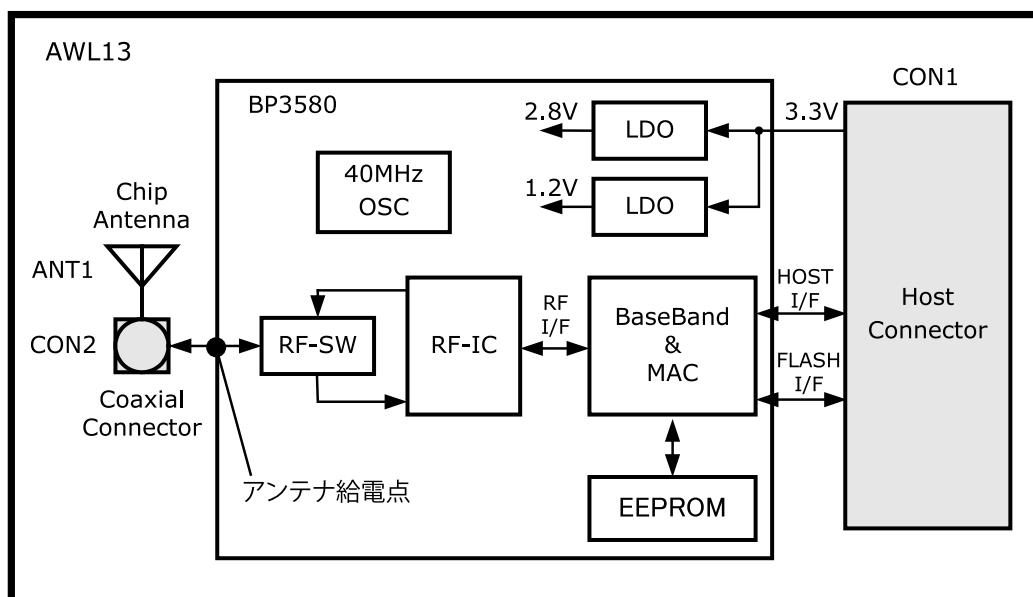 AWL13
CON1
BP3580
2.8V
LDO
3.3V
40MHz
OSC
1.2V
LDO
Chip
Antenna
ANT1
CON2
Coaxial
Connector
RF-SW
RF-IC
RF
I/F
BaseBand
&
MAC
HOST
I/F
FLASH
I/F
Host
Connector
アンテナ給電点
EEPROM